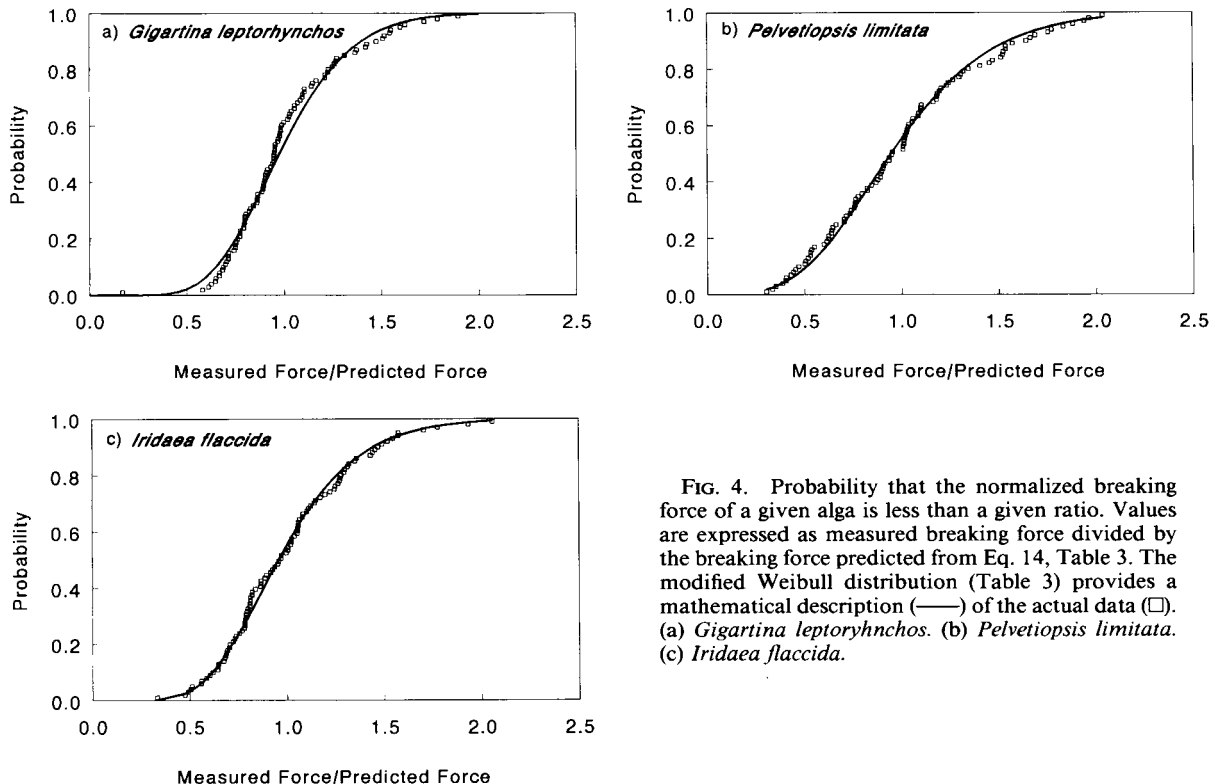 a) Gigartina leptorhynchos
1.0
0.8
0.6
0.4
0.2
0.0
Probability
0.0 0.5 1.0 1.5 2.0 2.5
Measured Force/Predicted Force
b) Pelvetiopsis limitata
1.0
0.8
0.6
0.4
0.2
0.0
Probability
0.0 0.5 1.0 1.5 2.0 2.5
Measured Force/Predicted Force
c) Iridaea flaccida
1.0
0.8
0.6
0.4
0.2
0.0
Probability
0.0 0.5 1.0 1.5 2.0 2.5
Measured Force/Predicted Force
FIG. 4. Probability that the normalized breaking
force of a given alga is less than a given ratio. Values
are expressed as measured breaking force divided by
the breaking force predicted from Eq. 14, Table 3. The
modified Weibull distribution (Table 3) provides a
mathematical description (——) of the actual data (□).
(a) Gigartina leptoryhnchos. (b) Pelvetiopsis limitata.
(c) Iridaea flaccida.